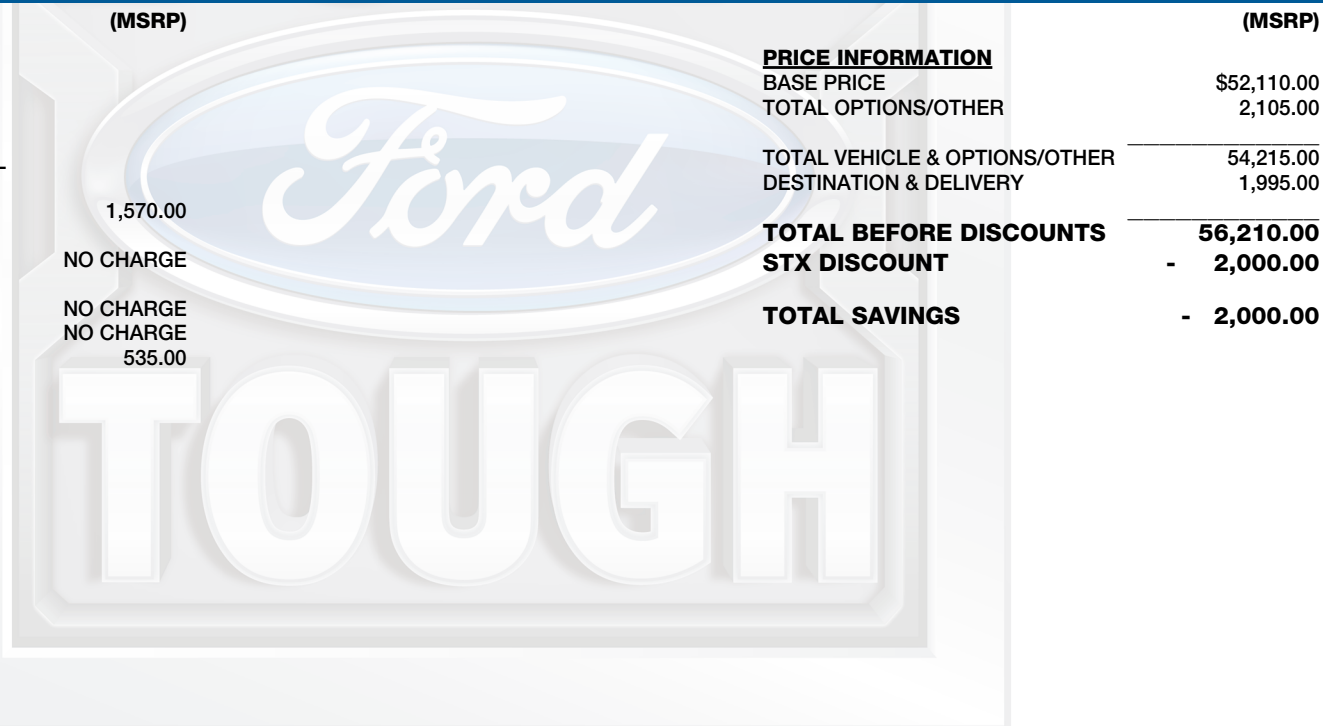 (MSRP)
1,570.00
NO CHARGE
NO CHARGE
NO CHARGE
535.00
(MSRP)
PRICE INFORMATION
BASE PRICE $52,110.00
TOTAL OPTIONS/OTHER 2,105.00
TOTAL VEHICLE & OPTIONS/OTHER 54,215.00
DESTINATION & DELIVERY 1,995.00
TOTAL BEFORE DISCOUNTS 56,210.00
STX DISCOUNT - 2,000.00
TOTAL SAVINGS - 2,000.00
Ford
TOUGH